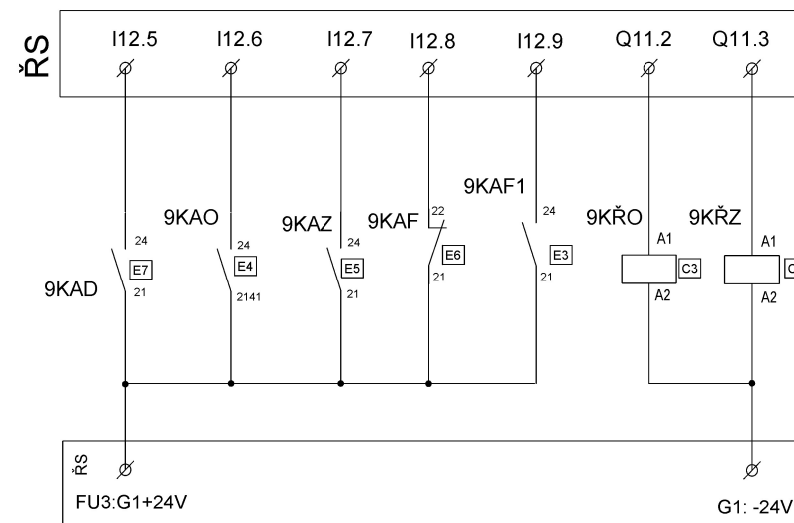 ŘS
I12.5 I12.6 I12.7 I12.8 I12.9 Q11.2 Q11.3
9KAF1
9KAO 9KAZ 9KAF 22 24 9KŘO 9KŘZ
24 24 24 A1 A1
E7 E4 E5 E6 E3 C3 C
9KAD 21 2141 21 21 21 A2 A2
ŘS
FU3:G1+24V G1: -24V